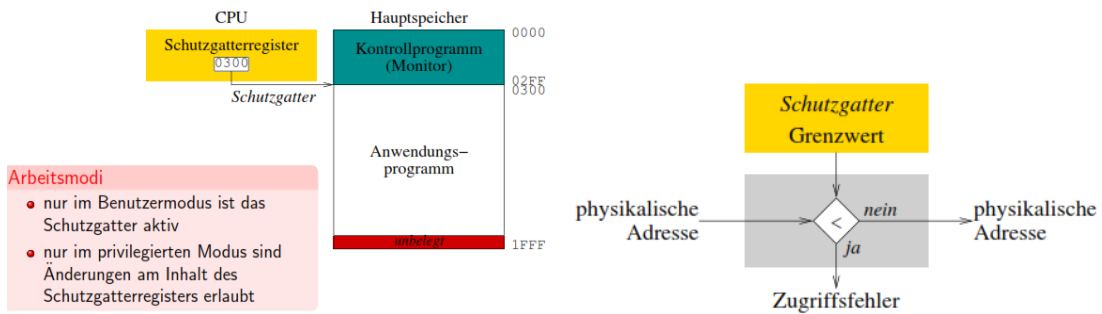 CPU
Hauptspeicher
Schutzgatterregister
0300
Schutzgatter
Kontrollprogramm
(Monitor)
0000
02FF
0300
Anwendungs–
programm
unbelegt
1FFF
Arbeitsmodi
nur im Benutzermodus ist das
Schutzgatter aktiv
nur im privilegierten Modus sind
Änderungen am Inhalt des
Schutzgatterregisters erlaubt
Schutzgatter
Grenzwert
physikalische
Adresse
<
nein
ja
physikalische
Adresse
Zugriffsfehler